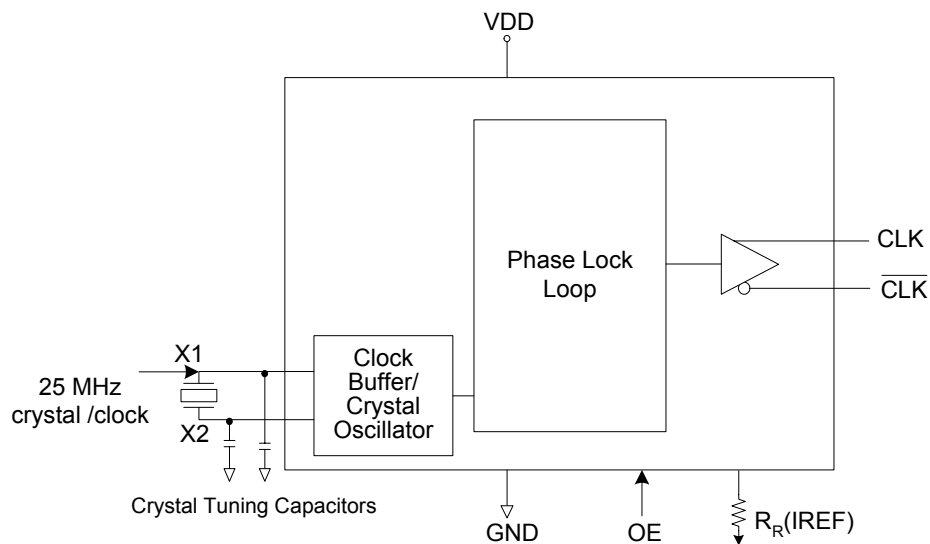 VDD
Phase Lock
Loop
CLK
CLK
X1
25 MHz
crystal /clock
X2
Clock
Buffer/
Crystal
Oscillator
Crystal Tuning Capacitors
GND
OE
RR(IREF)